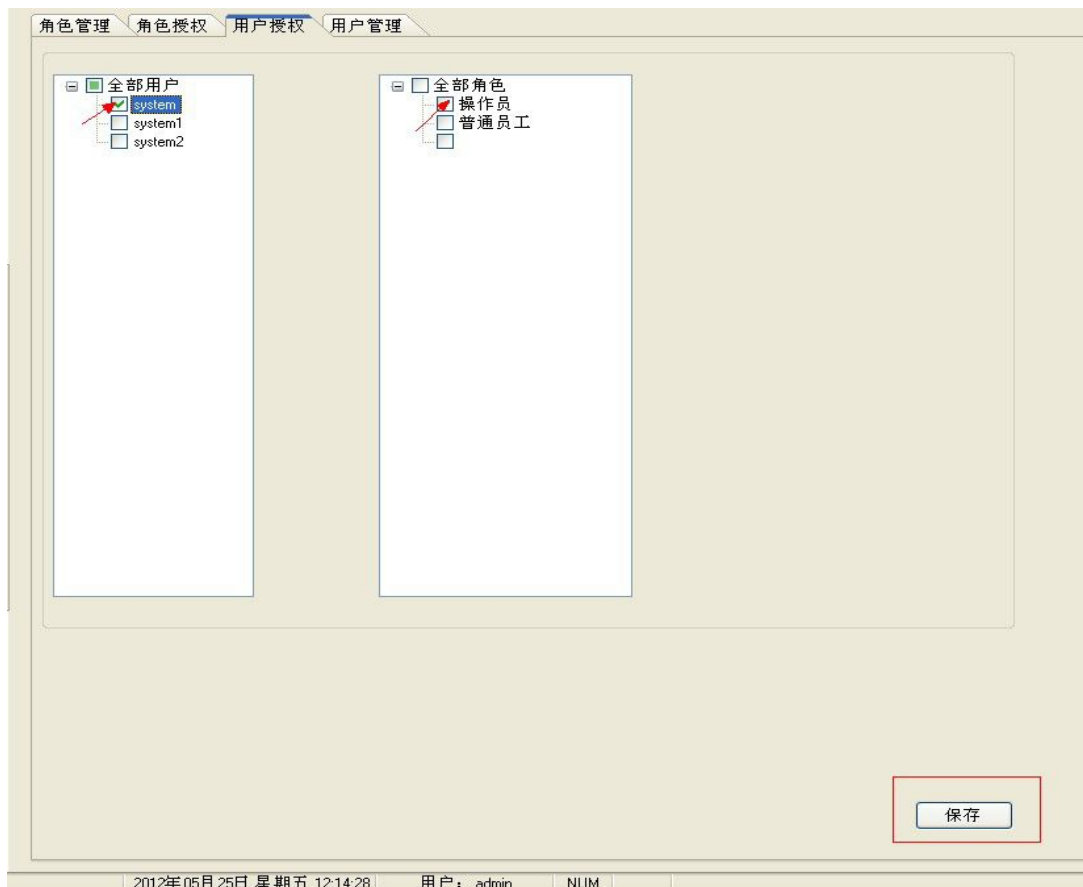 角色管理 角色授权 用户授权 用户管理
全部用户
system
system1
system2
全部角色
操作员
普通员工
保存
2012年05月25日 星期五 12:14:28 用户： admin NUM